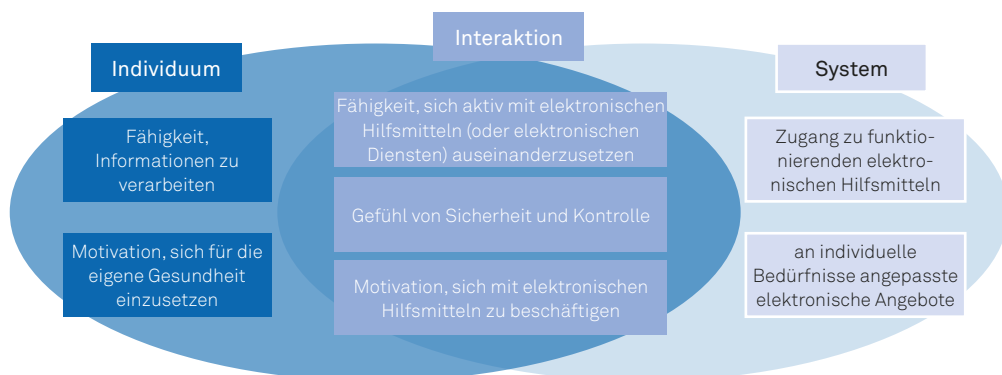 Individuum
Fähigkeit,
Informationen zu
verarbeiten
Motivation, sich für die
eigene Gesundheit
einzusetzen
Interaktion
Fähigkeit, sich aktiv mit elektronischen
Hilfsmitteln (oder elektronischen
Diensten) auseinanderzusetzen
Gefühl von Sicherheit und Kontrolle
Motivation, sich mit elektronischen
Hilfsmitteln zu beschäftigen
System
Zugang zu funktio-
nierenden elektro-
nischen Hilfsmitteln
an individuelle
Bedürfnisse angepasste
elektronische Angebote